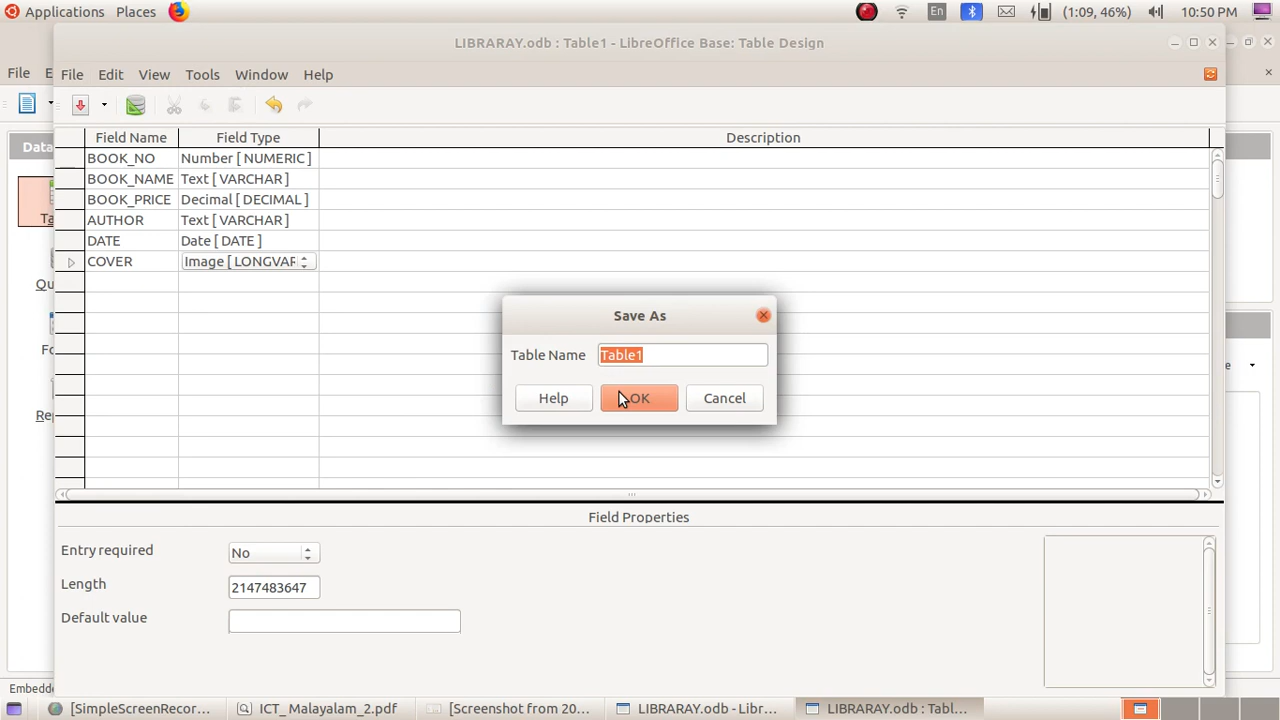 Applications Places En (1:09, 46%) 10:50 PM
LIBRARAY.odb : Table1 - LibreOffice Base: Table Design
File
File Edit View Tools Window Help
Field Name Field Type Description
BOOK_NO Number [ NUMERIC ]
BOOK_NAME Text [ VARCHAR ]
BOOK_PRICE Decimal [ DECIMAL ]
AUTHOR Text [ VARCHAR ]
DATE Date [ DATE ]
COVER Image [ LONGVAR
Save As
Table Name Table1
Help OK Cancel
Field Properties
Entry required No
Length 2147483647
Default value
Embedde
[SimpleScreenRecor... ICT_Malayalam_2.pdf [Screenshot from 20... LIBRARAY.odb - Libr... LIBRARAY.odb : Tabl...